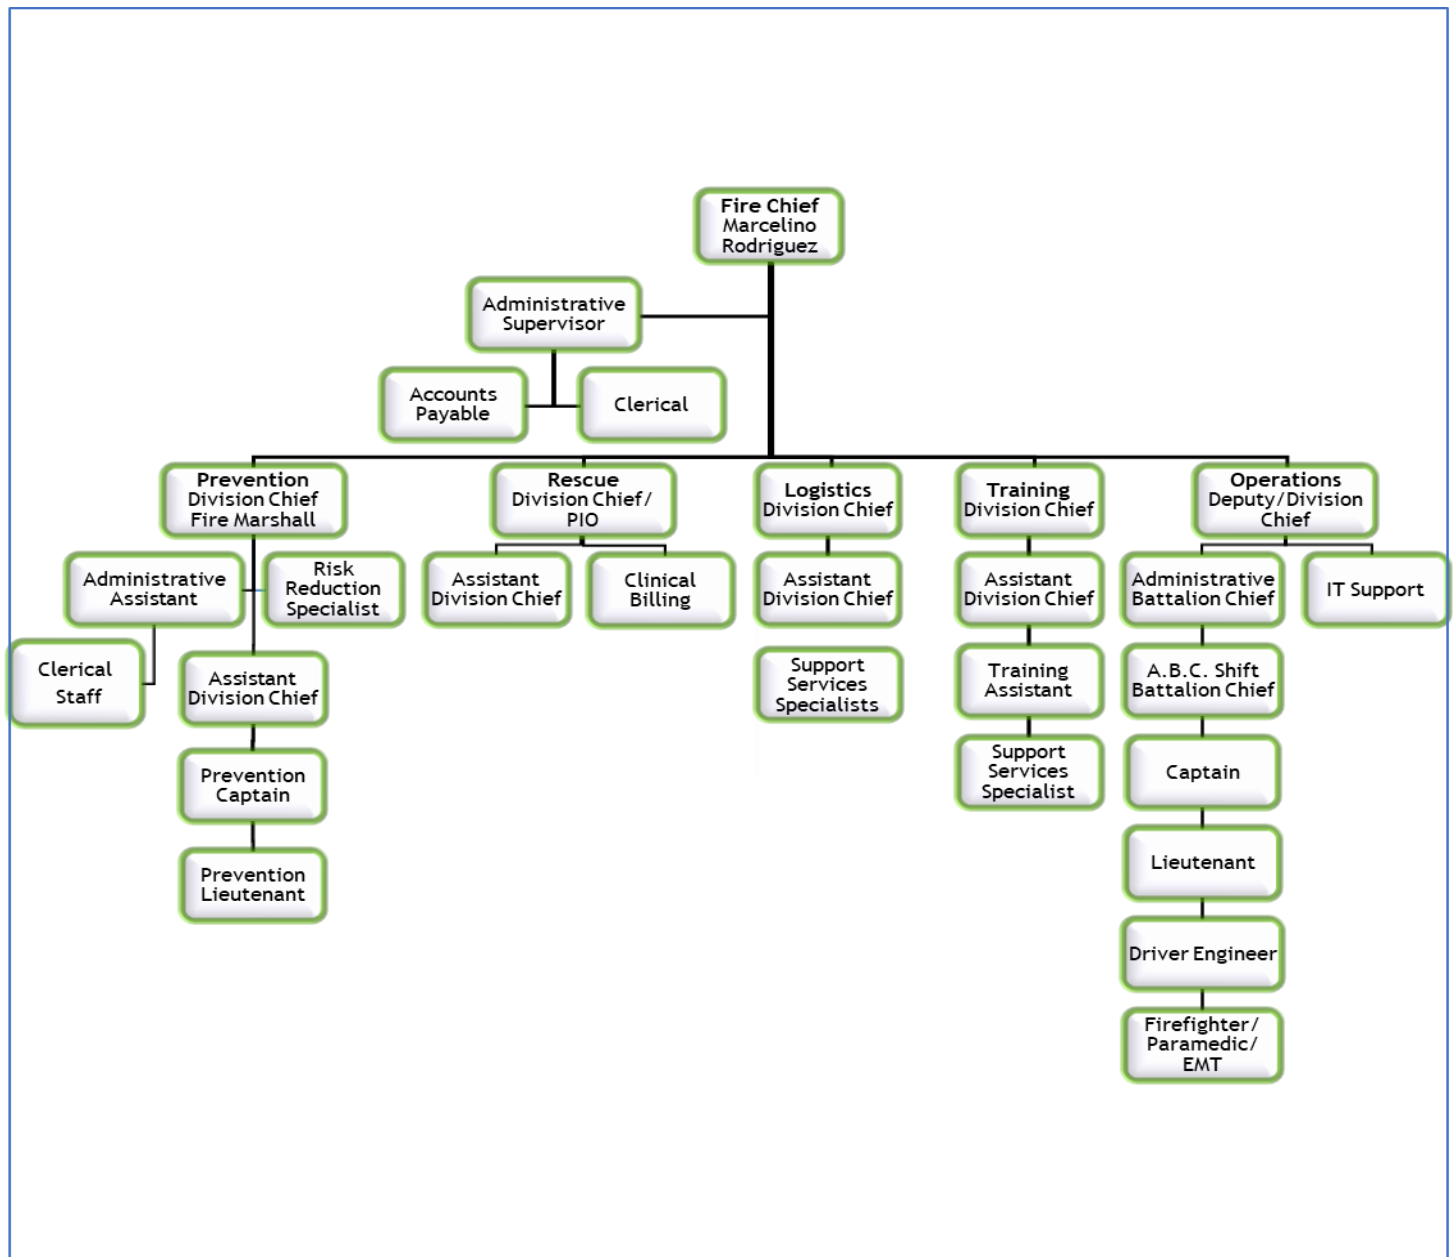 Fire Chief
Marcelino
Rodriguez
Administrative
Supervisor
Accounts
Payable
Clerical
Prevention
Division Chief
Fire Marshall
Rescue
Division Chief/
PIO
Logistics
Division Chief
Training
Division Chief
Operations
Deputy/Division
Chief
Administrative
Assistant
Risk
Reduction
Specialist
Assistant
Division Chief
Clinical
Billing
Assistant
Division Chief
Assistant
Division Chief
Administrative
Battalion Chief
IT Support
Clerical
Staff
Assistant
Division Chief
Support
Services
Specialists
Training
Assistant
A.B.C. Shift
Battalion Chief
Prevention
Captain
Support
Services
Specialist
Captain
Prevention
Lieutenant
Lieutenant
Driver Engineer
Firefighter/
Paramedic/
EMT